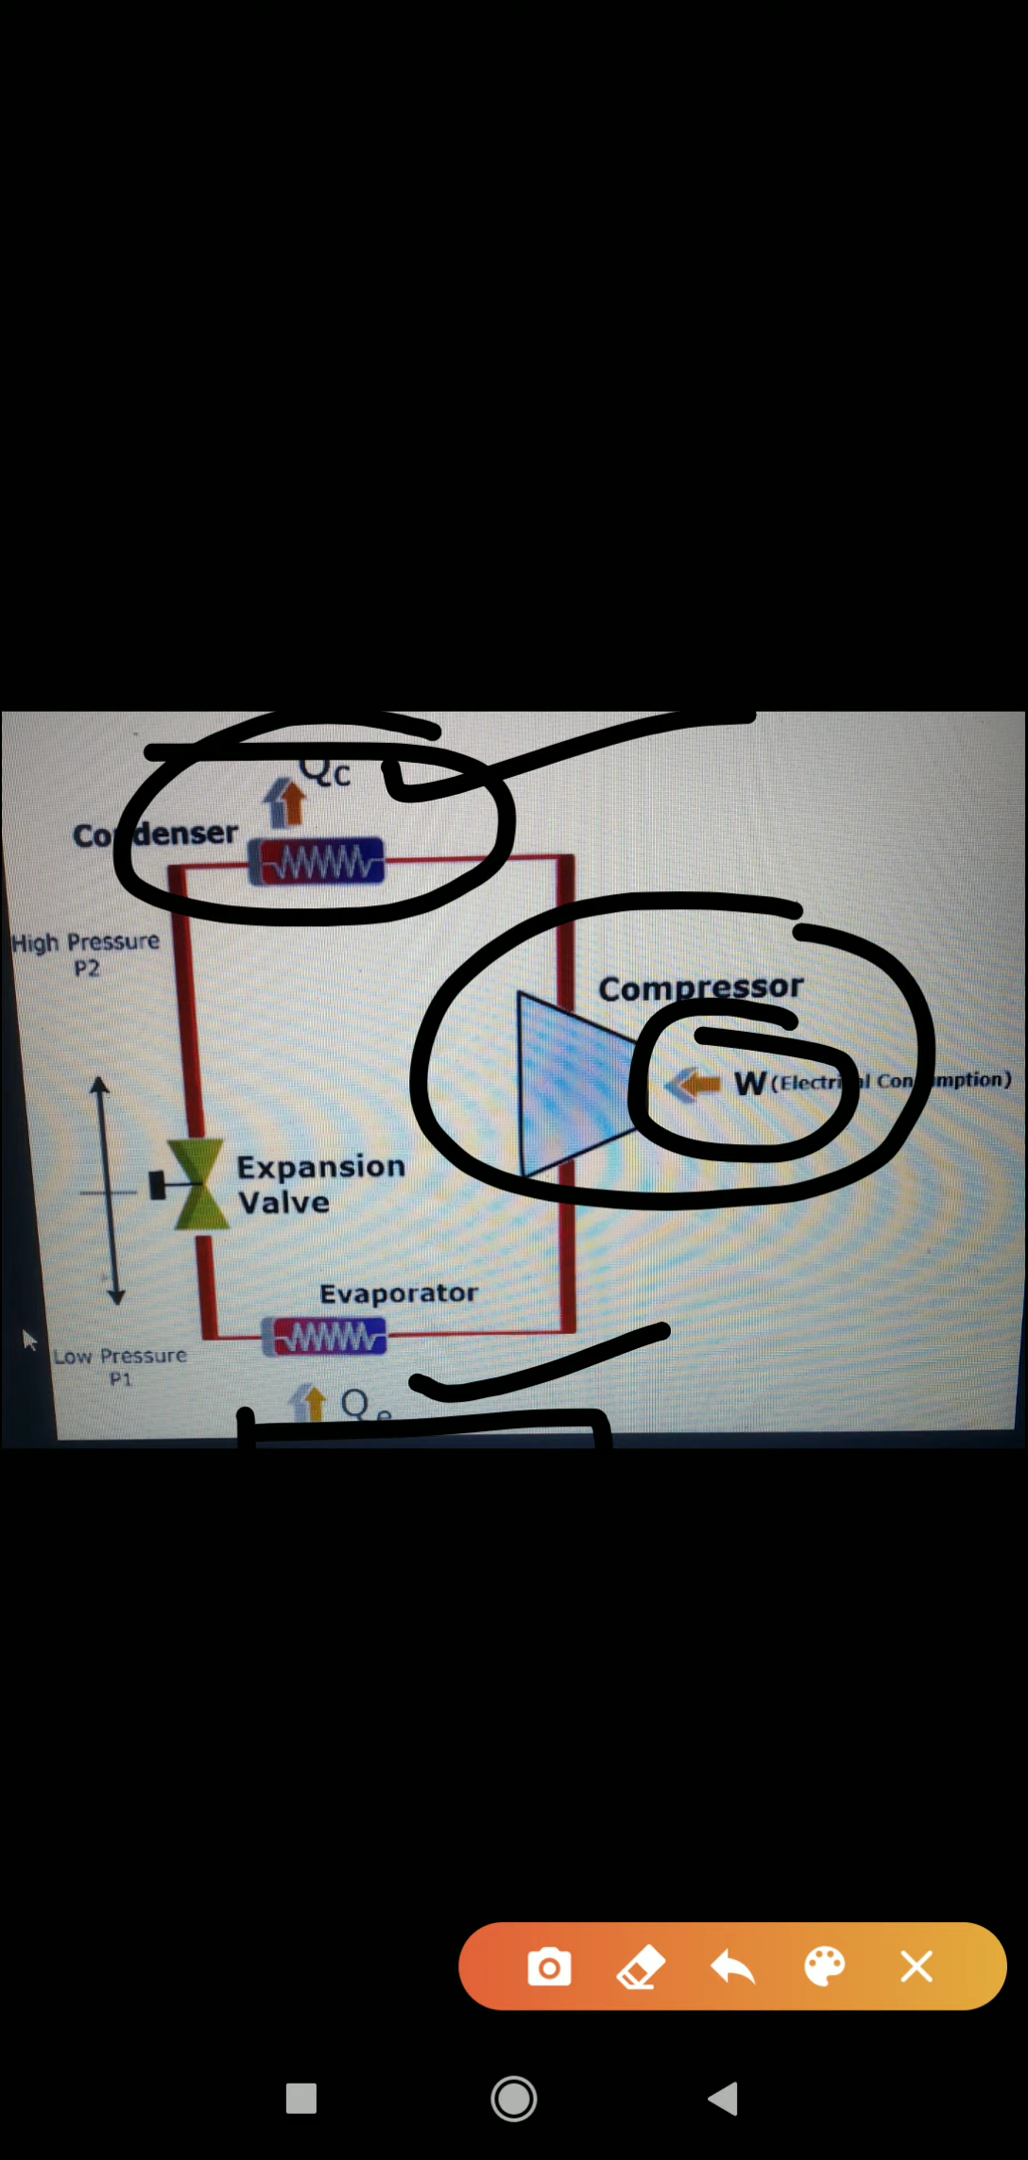 Qc
Condenser
High Pressure
P2
Compressor
W (Electrical Consumption)
Expansion
Valve
Evaporator
Low Pressure
P1
Qe